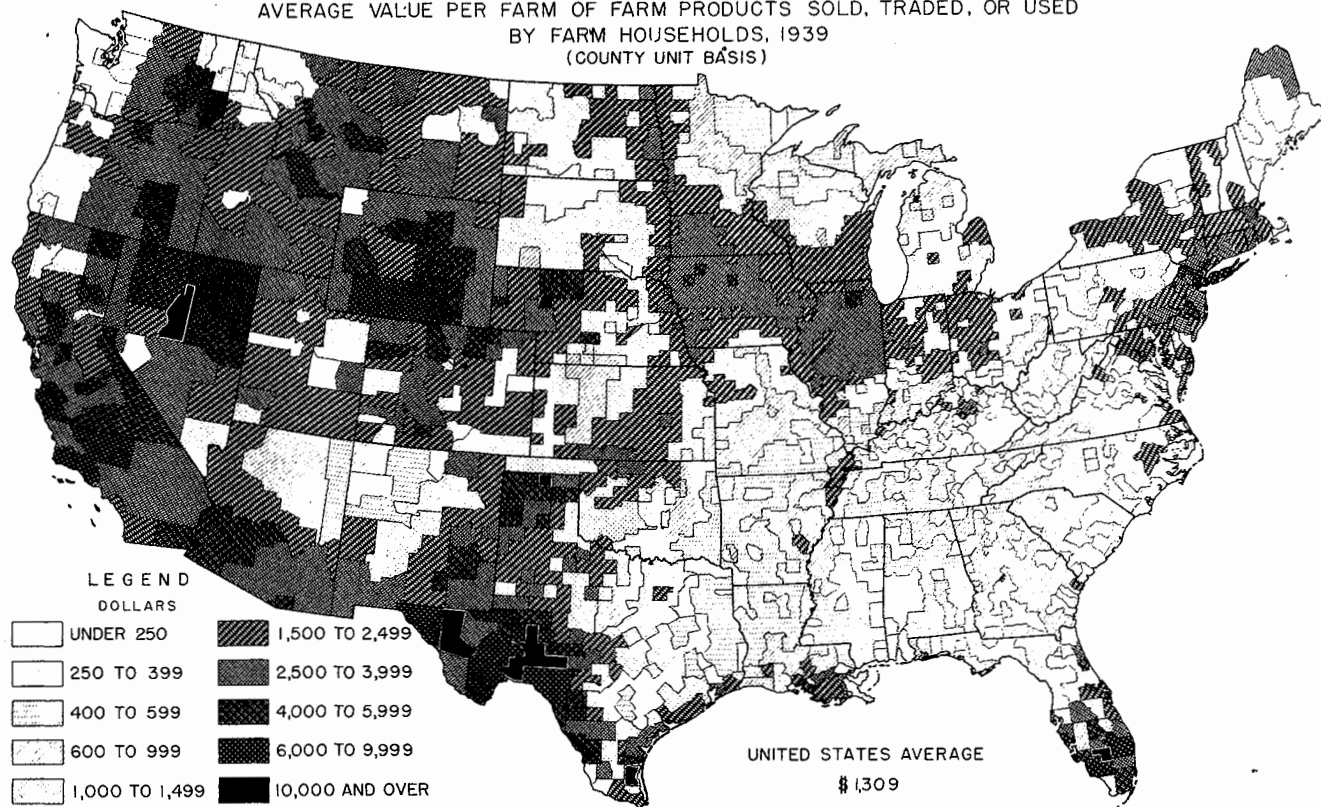 AVERAGE VALUE PER FARM OF FARM PRODUCTS SOLD, TRADED, OR USED
BY FARM HOUSEHOLDS, 1939
(COUNTY UNIT BASIS)
LEGEND
DOLLARS
UNDER 250
250 TO 399
400 TO 599
600 TO 999
1,000 TO 1,499
1,500 TO 2,499
2,500 TO 3,999
4,000 TO 5,999
6,000 TO 9,999
10,000 AND OVER
UNITED STATES AVERAGE
$1,309